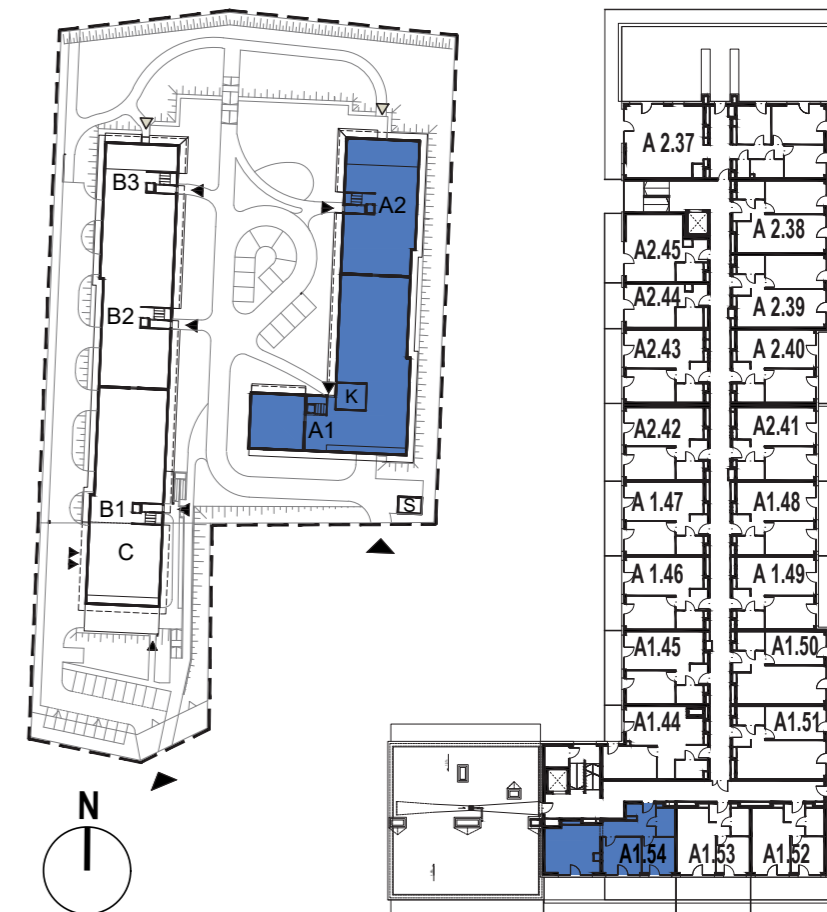 B3
A2
B2
K
A1
B1
S
C
N
A 2.37
A 2.38
A2.45
A2.44
A 2.39
A2.43
A 2.40
A2.42
A2.41
A 1.47
A1.48
A 1.46
A 1.49
A1.45
A1.50
A1.44
A1.51
A1.54
A1.53
A1.52